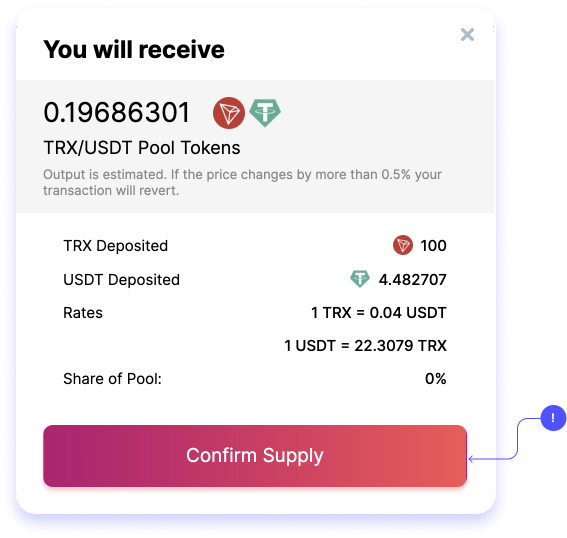 You will receive
0.19686301
TRX/USDT Pool Tokens
Output is estimated. If the price changes by more than 0.5% your
transaction will revert.
TRX Deposited 100
USDT Deposited 4.482707
Rates 1 TRX = 0.04 USDT
1 USDT = 22.3079 TRX
Share of Pool: 0%
Confirm Supply
!